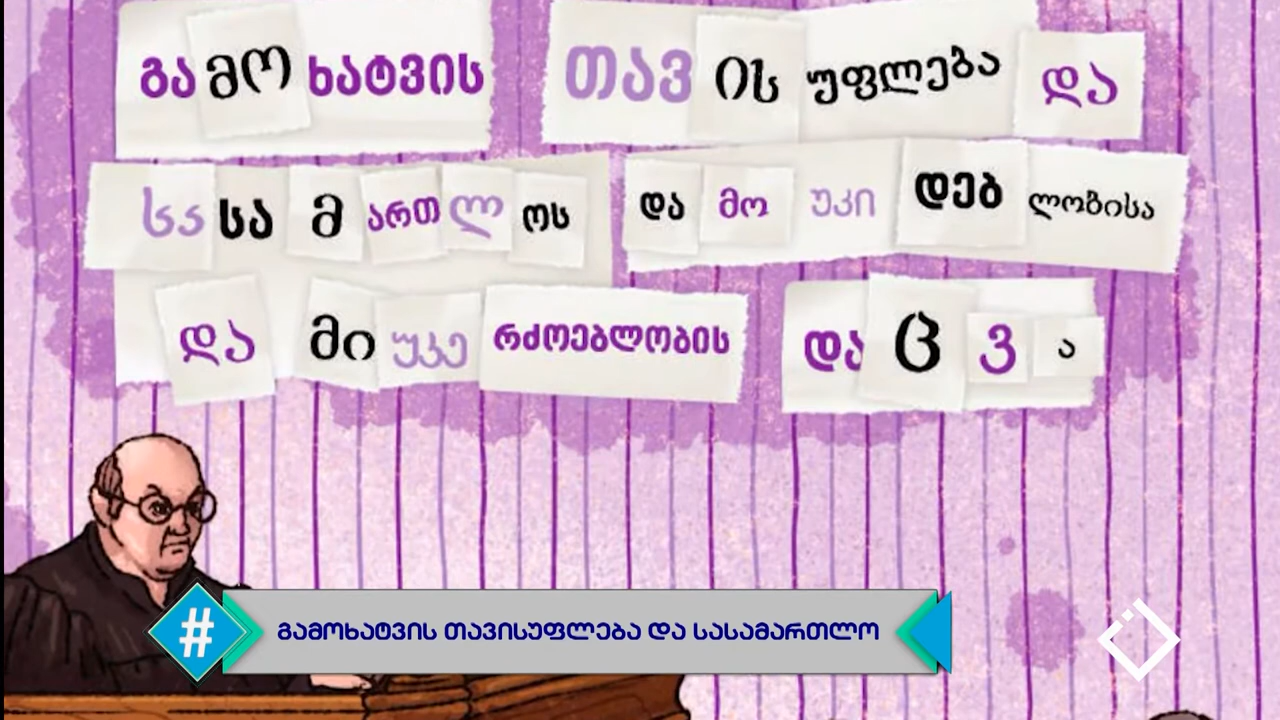 გამოხატვის თავისუფლება და
სასამართლოს დამოუკიდებლობისა
და მიუკერძოებლობის დაცვა
# გამოხატვის თავისუფლება და სასამართლო